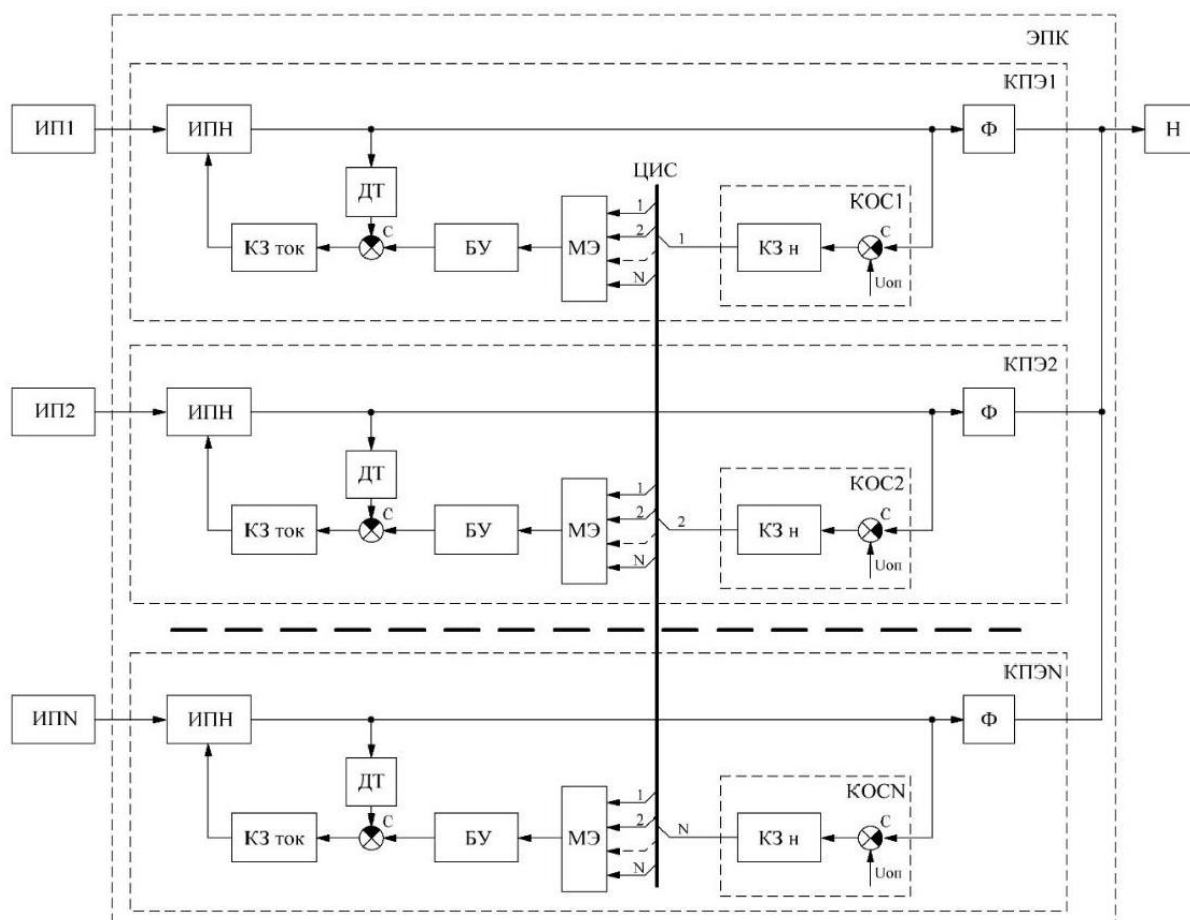 ЭПК
КПЭ1
ИП1
ИПН
Ф
Н
ДТ
ЦИС
КОС1
С
КЗ ток
БУ
МЭ
1
2
N
1
КЗ н
С
Uоп
КПЭ2
ИП2
ИПН
Ф
ДТ
КОС2
С
КЗ ток
БУ
МЭ
1
2
N
2
КЗ н
С
Uоп
КПЭN
ИПN
ИПН
Ф
ДТ
КОСN
С
КЗ ток
БУ
МЭ
1
2
N
N
КЗ н
С
Uоп